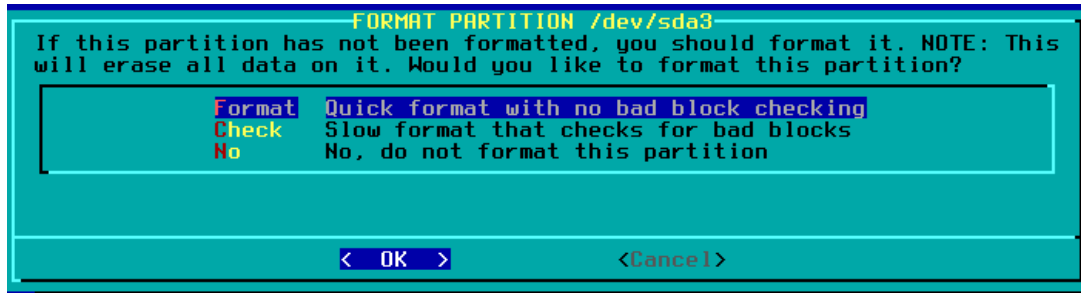 FORMAT PARTITION /dev/sda3
If this partition has not been formatted, you should format it. NOTE: This
will erase all data on it. Would you like to format this partition?
Format Quick format with no bad block checking
Check Slow format that checks for bad blocks
No No, do not format this partition
< OK > <Cancel>